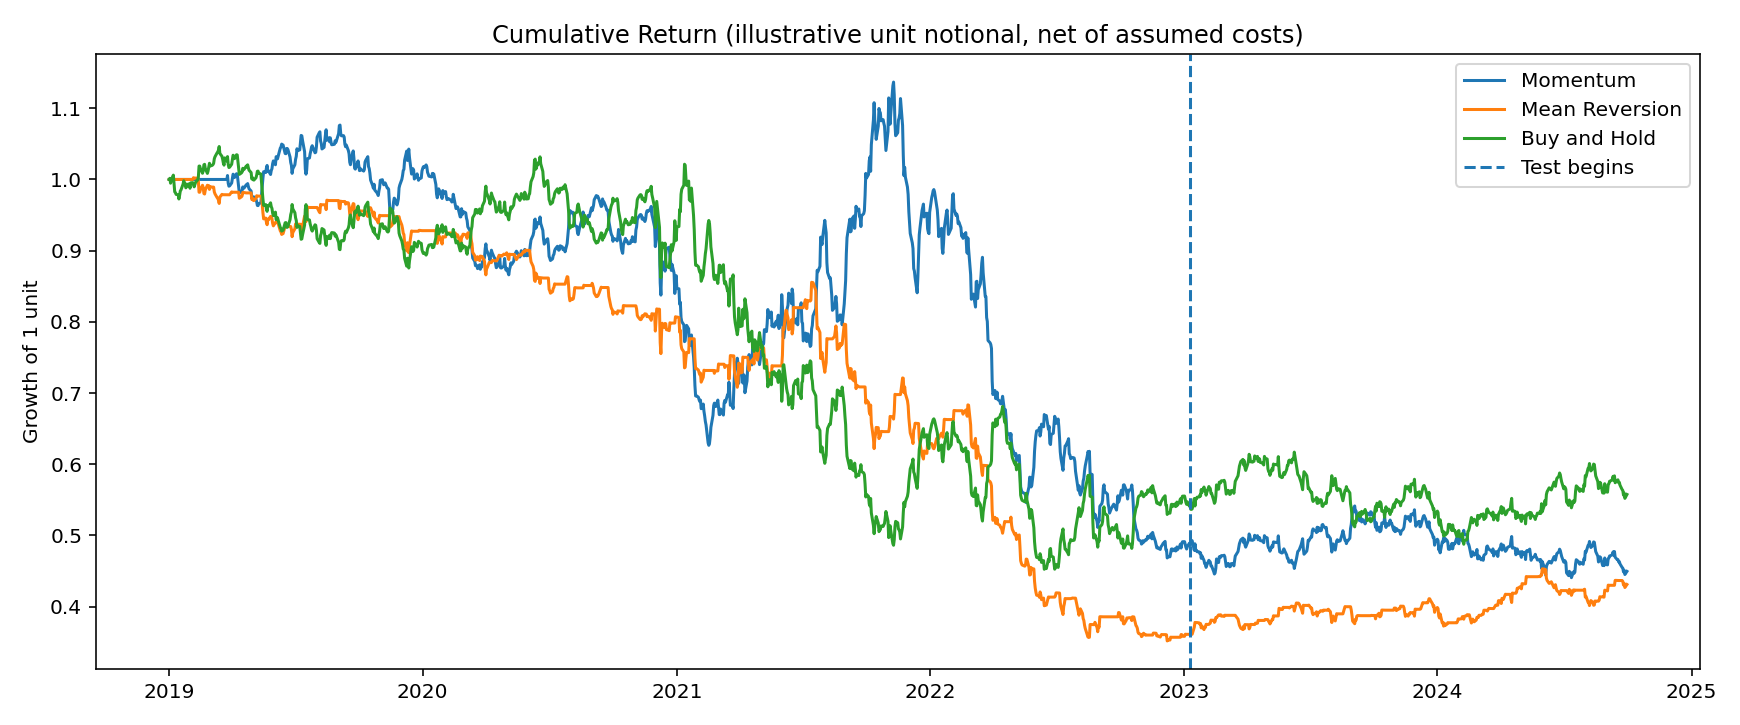 Cumulative Return (illustrative unit notional, net of assumed costs)
Momentum
Mean Reversion
Buy and Hold
Test begins
Growth of 1 unit
1.1
1.0
0.9
0.8
0.7
0.6
0.5
0.4
2019 2020 2021 2022 2023 2024 2025